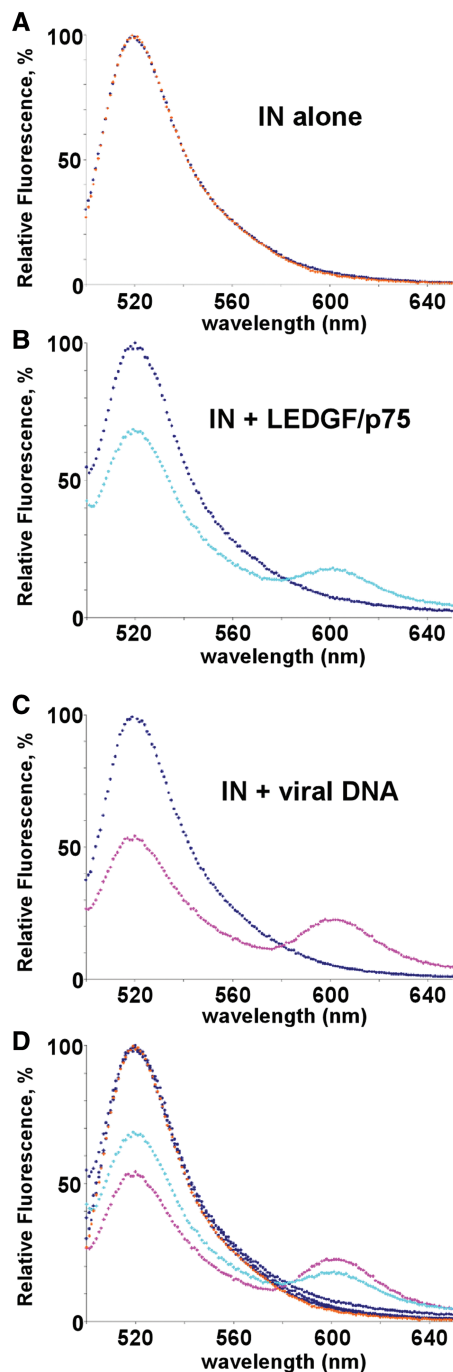 A
Relative Fluorescence, %
100
50
0
IN alone
520 560 600 640
wavelength (nm)
B
Relative Fluorescence, %
100
50
0
IN + LEDGF/p75
520 560 600 640
wavelength (nm)
C
Relative Fluorescence, %
100
50
0
IN + viral DNA
520 560 600 640
wavelength (nm)
D
Relative Fluorescence, %
100
50
0
520 560 600 640
wavelength (nm)